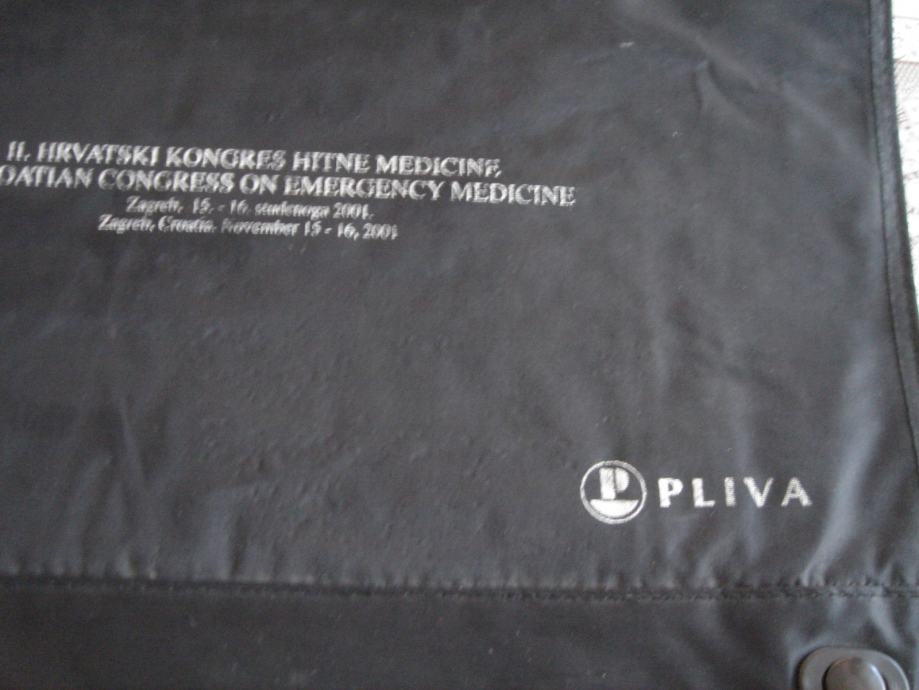 II. HRVATSKI KONGRES HITNE MEDICINE
OATIAN CONGRESS ON EMERGENCY MEDICINE
Zagreb, 15. - 16. studenoga 2001.
Zagreb, Croatia. November 15 - 16, 2001
P PLIVA